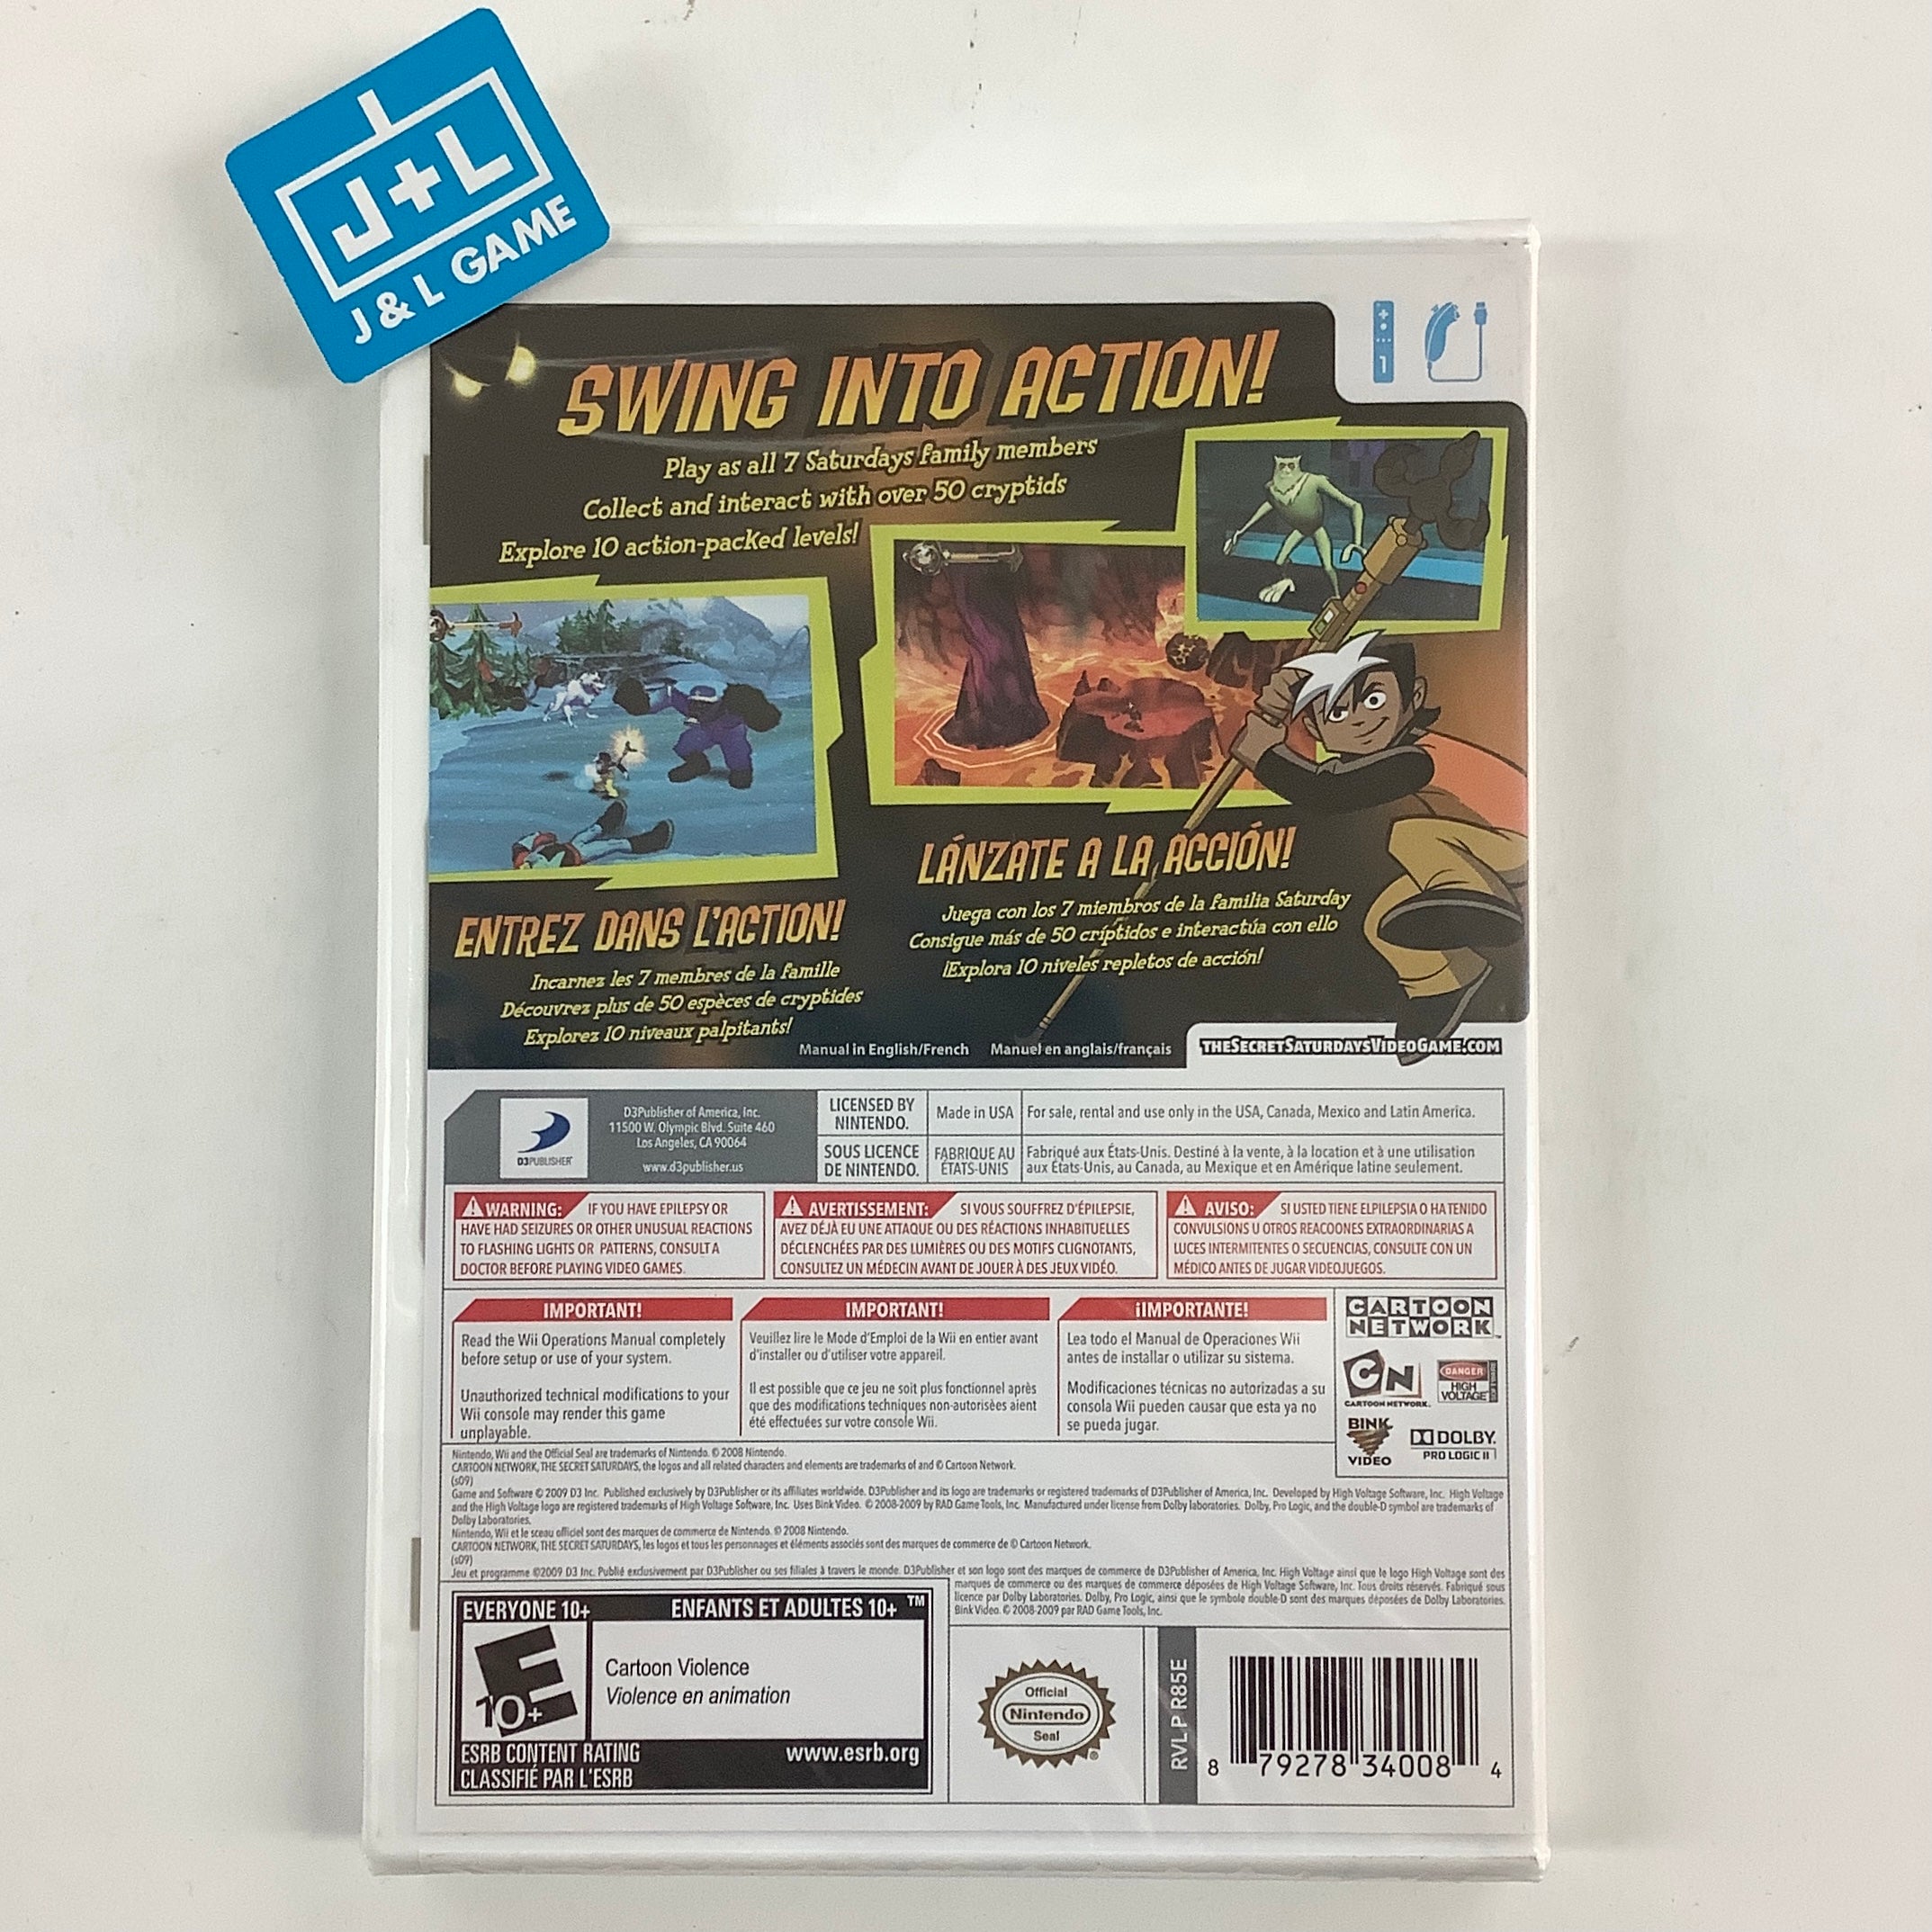 J+L
J & L GAME
1
SWING INTO ACTION!
Play as all 7 Saturdays family members
Collect and interact with over 50 cryptids
Explore 10 action-packed levels!
LÁNZATE A LA ACCIÓN!
Juega con los 7 miembros de la familia Saturday
Consigue más de 50 críptidos e interactúa con ello
¡Explora 10 niveles repletos de acción!
ENTREZ DANS L'ACTION!
Incarnez les 7 membres de la famille
Découvrez plus de 50 espèces de cryptides
Explorez 10 niveaux palpitants!
Manual in English/French Manuel en anglais/français
THESECRETSATURDAYSVIDEOGAME.COM
D3PUBLISHER
D3Publisher of America, Inc.
11500 W. Olympic Blvd. Suite 460
Los Angeles, CA 90064
www.d3publisher.us
LICENSED BY
NINTENDO.
Made in USA
For sale, rental and use only in the USA, Canada, Mexico and Latin America.
SOUS LICENCE
DE NINTENDO.
FABRIQUE AU
ÉTATS-UNIS
Fabriqué aux États-Unis. Destiné à la vente, à la location et à une utilisation
aux États-Unis, au Canada, au Mexique et en Amérique latine seulement.
WARNING: IF YOU HAVE EPILEPSY OR
HAVE HAD SEIZURES OR OTHER UNUSUAL REACTIONS
TO FLASHING LIGHTS OR PATTERNS, CONSULT A
DOCTOR BEFORE PLAYING VIDEO GAMES.
AVERTISSEMENT: SI VOUS SOUFFREZ D'ÉPILEPSIE,
AVEZ DÉJÀ EU UNE ATTAQUE OU DES RÉACTIONS INHABITUELLES
DÉCLENCHÉES PAR DES LUMIÈRES OU DES MOTIFS CLIGNOTANTS,
CONSULTEZ UN MÉDECIN AVANT DE JOUER À DES JEUX VIDÉO.
AVISO: SI USTED TIENE ELPILEPSIA O HA TENIDO
CONVULSIONS U OTROS REACOONES EXTRAORDINARIAS A
LUCES INTERMITENTES O SECUENCIAS, CONSULTE CON UN
MÉDICO ANTES DE JUGAR VIDEOJUEGOS.
IMPORTANT!
Read the Wii Operations Manual completely
before setup or use of your system.
Unauthorized technical modifications to your
Wii console may render this game
unplayable.
IMPORTANT!
Veuillez lire le Mode d'Emploi de la Wii en entier avant
d'installer ou d'utiliser votre appareil.
Il est possible que ce jeu ne soit plus fonctionnel après
que des modifications techniques non-autorisées aient
été effectuées sur votre console Wii.
¡IMPORTANTE!
Lea todo el Manual de Operaciones Wii
antes de installar o utilizar su sistema.
Modificaciones técnicas no autorizadas a su
consola Wii pueden causar que esta ya no
se pueda jugar.
CARTOON
NETWORK™
CN
CARTOON NETWORK.
DANGER
HIGH
VOLTAGE
BINK
VIDEO
DOLBY
PRO LOGIC II
Nintendo, Wii and the Official Seal are trademarks of Nintendo. © 2008 Nintendo.
CARTOON NETWORK, THE SECRET SATURDAYS, the logos and all related characters and elements are trademarks of and © Cartoon Network.
(s09)
Game and Software © 2009 D3 Inc. Published exclusively by D3Publisher or its affiliates worldwide. D3Publisher and its logo are trademarks or registered trademarks of D3Publisher of America, Inc. Developed by High Voltage Software, Inc. High Voltage
and the High Voltage logo are registered trademarks of High Voltage Software, Inc. Uses Bink Video. © 2008-2009 by RAD Game Tools, Inc. Manufactured under license from Dolby laboratories. Dolby, Pro Logic, and the double-D symbol are trademarks of
Dolby Laboratories.
Nintendo, Wii et le sceau officiel sont des marques de commerce de Nintendo. © 2008 Nintendo.
CARTOON NETWORK, THE SECRET SATURDAYS, les logos et tous les personnages et éléments associés sont des marques de commerce de © Cartoon Network.
(s09)
Jeu et programme ©2009 D3 Inc. Publié exclusivement par D3Publisher ou ses filiales à travers le monde. D3Publisher et son logo sont des marques de commerce de D3Publisher of America, Inc. High Voltage ainsi que le logo High Voltage sont des
marques de commerce ou des marques de commerce déposées de High Voltage Software, Inc. Tous droits réservés. Fabriqué sous
licence par Dolby Laboratories. Dolby, Pro Logic, ainsi que le symbole double-D sont des marques déposées de Dolby Laboratories.
Bink Video. © 2008-2009 par RAD Game Tools, Inc.
EVERYONE 10+ ENFANTS ET ADULTES 10+ ™
E
10+
Cartoon Violence
Violence en animation
ESRB CONTENT RATING www.esrb.org
CLASSIFIÉ PAR L'ESRB
Official
Nintendo
Seal
®
RVL P R85E
8 79278 34008 4